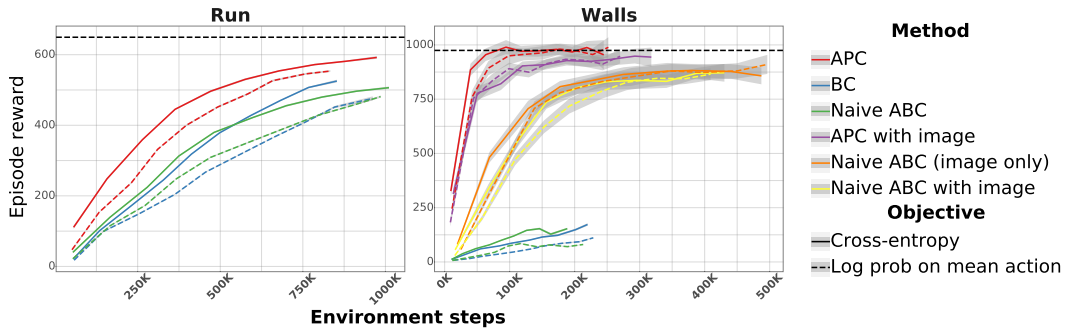 Run
Walls
Episode reward
600
400
200
0
1000
750
500
250
0
250K
500K
750K
1000K
0K
100K
200K
300K
400K
500K
Environment steps
Method
APC
BC
Naive ABC
APC with image
Naive ABC (image only)
Naive ABC with image
Objective
Cross-entropy
Log prob on mean action